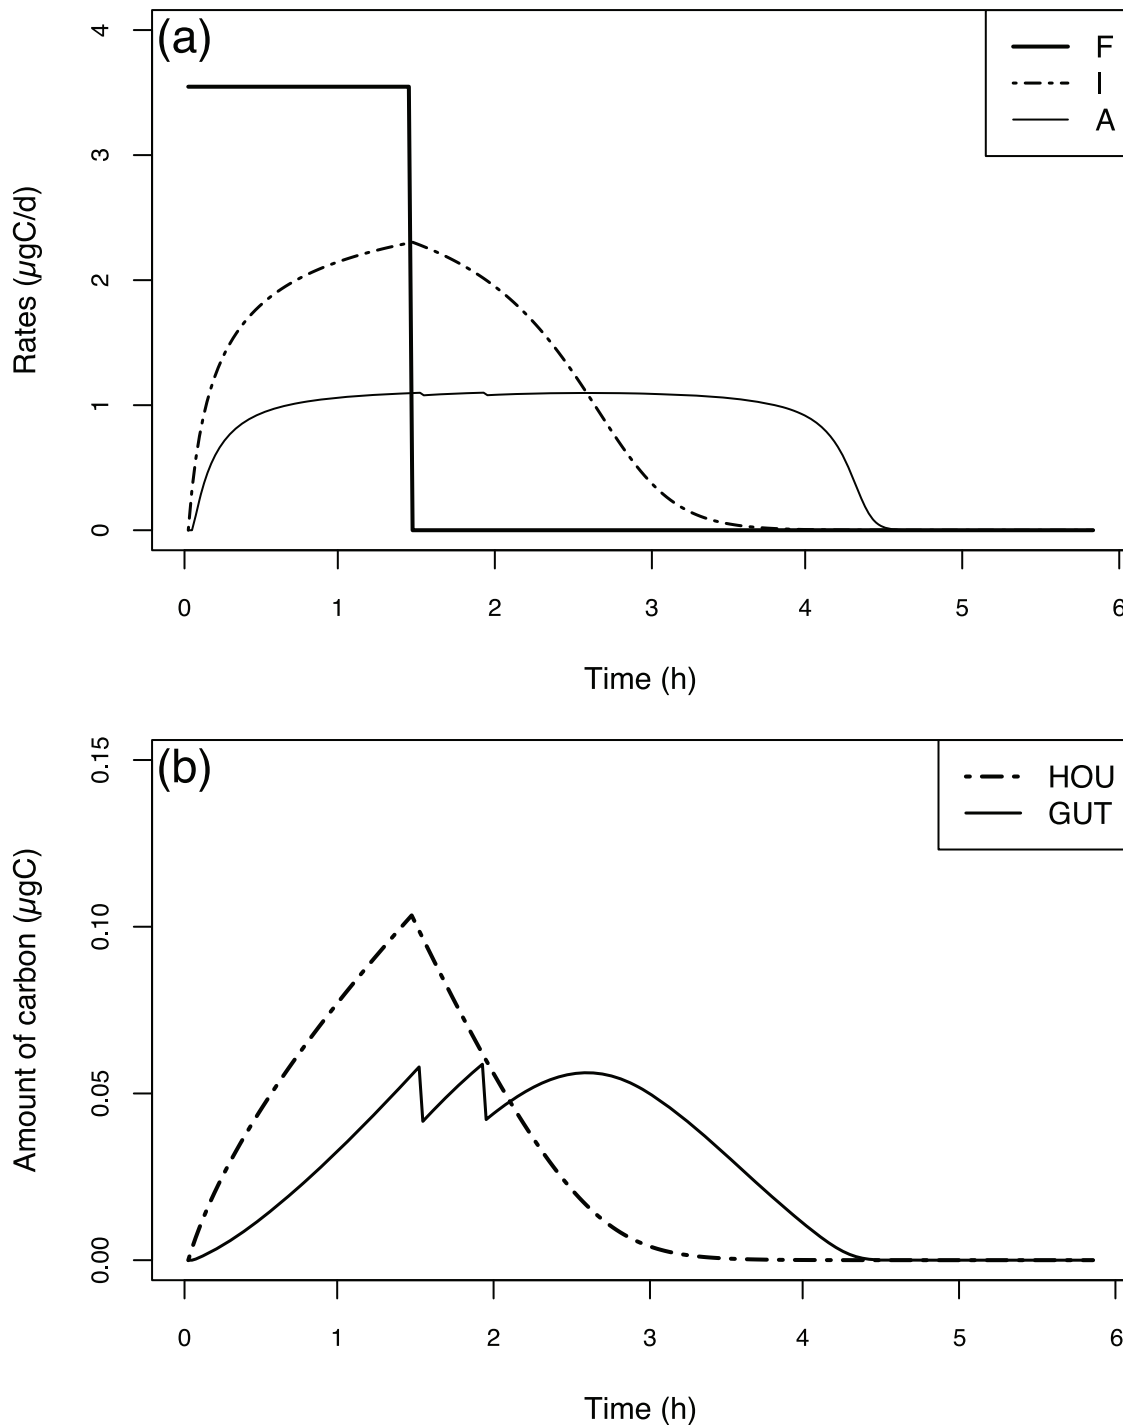 (a)
F
I
A
Rates (µgC/d)
4
3
2
1
0
0 1 2 3 4 5 6
Time (h)
(b)
HOU
GUT
Amount of carbon (µgC)
0.15
0.10
0.05
0.00
0 1 2 3 4 5 6
Time (h)